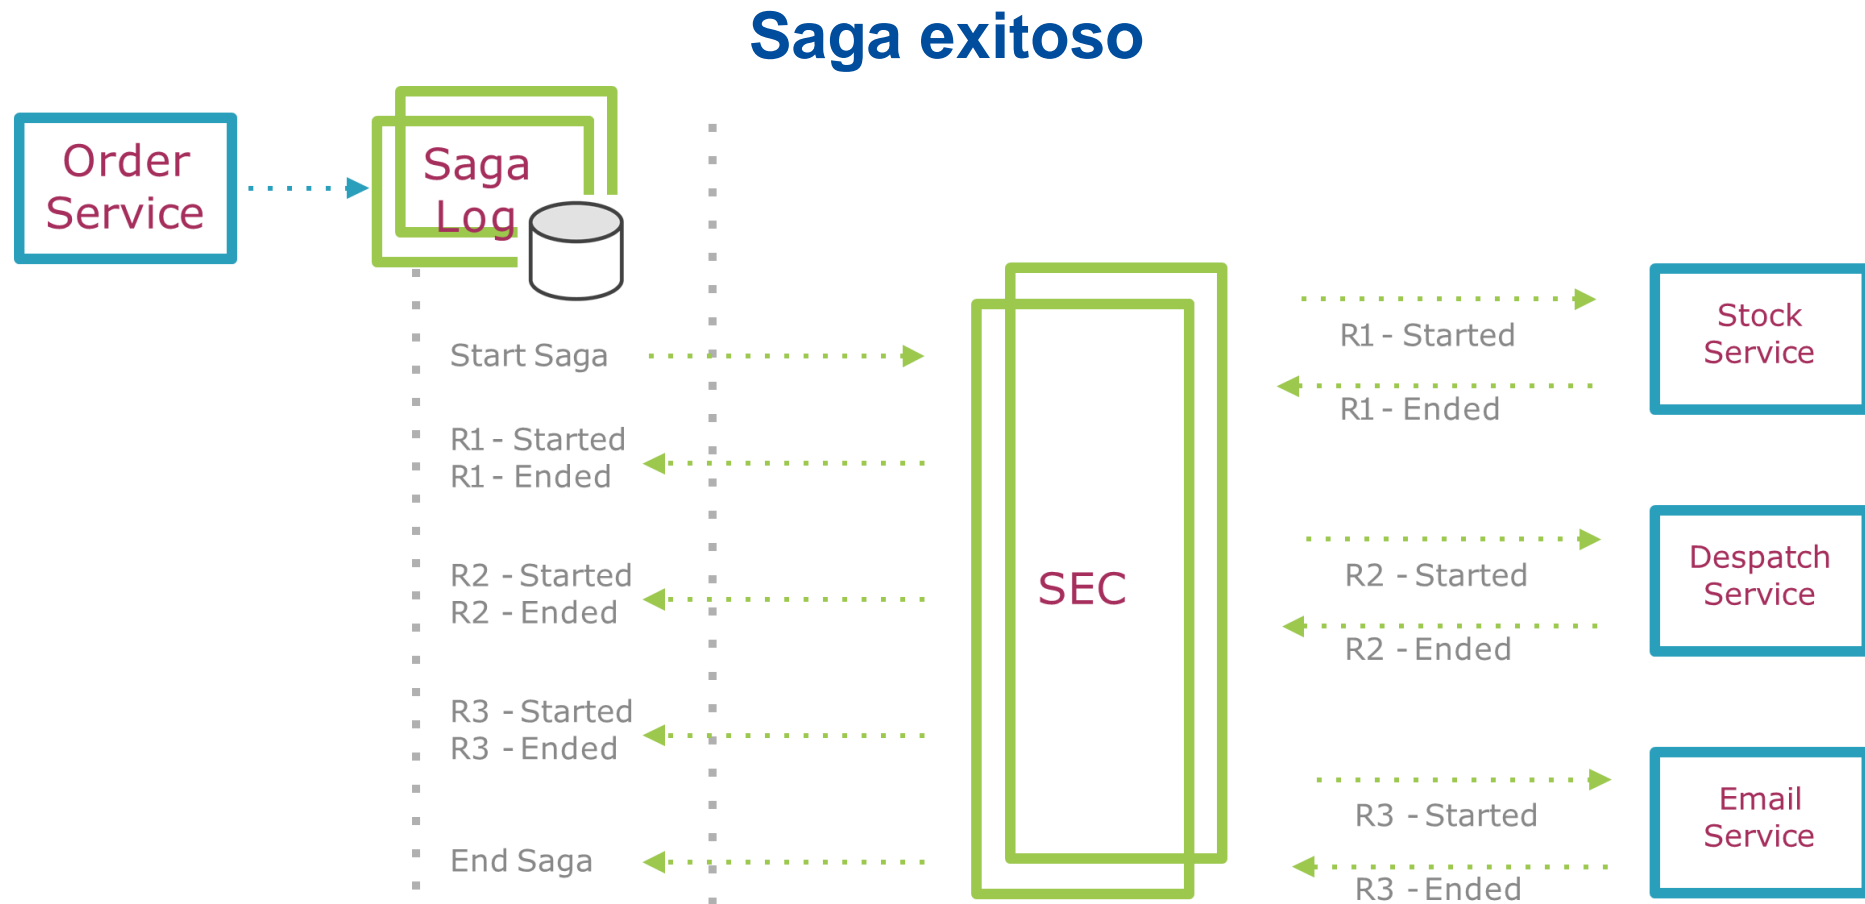 Saga exitoso
Order
Service
Saga
Log
Start Saga
R1 - Started
R1 - Ended
R2 - Started
R2 - Ended
R3 - Started
R3 - Ended
End Saga
SEC
R1 - Started
R1 - Ended
Stock
Service
R2 - Started
R2 - Ended
Despatch
Service
R3 - Started
R3 - Ended
Email
Service